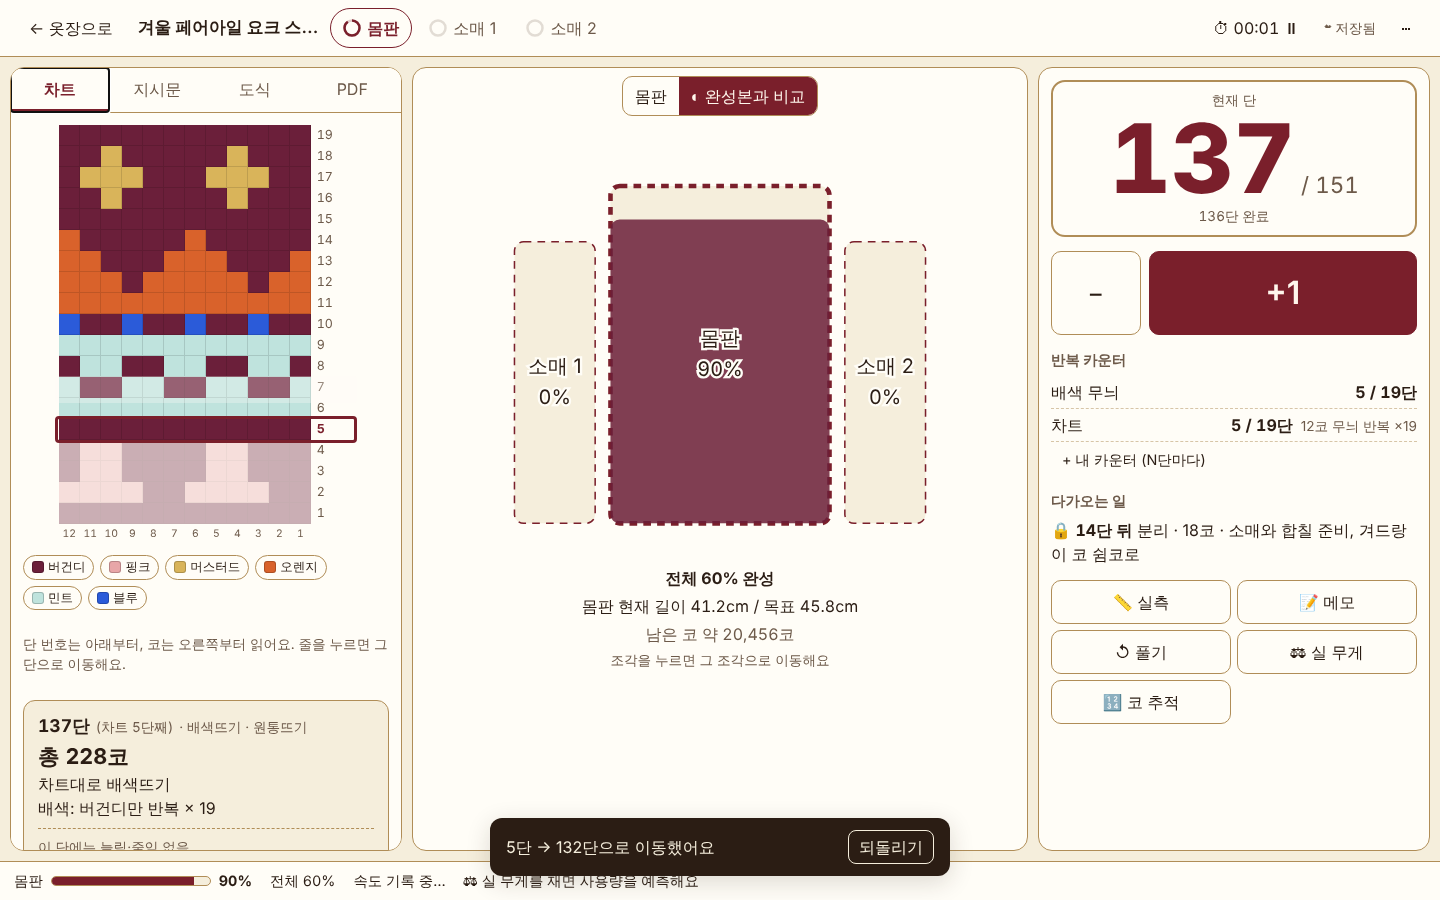 ← 옷장으로
겨울 페어아일 요크 스…
몸판
소매 1
소매 2
00:01
저장됨
차트
지시문
도식
PDF
19
18
17
16
15
14
13
12
11
10
9
8
7
6
5
4
3
2
1
12 11 10 9 8 7 6 5 4 3 2 1
버건디
핑크
머스터드
오렌지
민트
블루
단 번호는 아래부터, 코는 오른쪽부터 읽어요. 줄을 누르면 그
단으로 이동해요.
137단 (차트 5단째) · 배색뜨기 · 원통뜨기
총 228코
차트대로 배색뜨기
배색: 버건디만 반복 × 19
이 단에는 늘림·줄임 없음
몸판
완성본과 비교
소매 1
0%
몸판
90%
소매 2
0%
전체 60% 완성
몸판 현재 길이 41.2cm / 목표 45.8cm
남은 코 약 20,456코
조각을 누르면 그 조각으로 이동해요
현재 단
137 / 151
136단 완료
−
+1
반복 카운터
배색 무늬 5 / 19단
차트 5 / 19단 12코 무늬 반복 ×19
+ 내 카운터 (N단마다)
다가오는 일
14단 뒤 분리 · 18코 · 소매와 합칠 준비, 겨드랑
이 코 쉼코로
실측
메모
풀기
실 무게
코 추적
5단 → 132단으로 이동했어요
되돌리기
몸판 90% 전체 60% 속도 기록 중… 실 무게를 재면 사용량을 예측해요